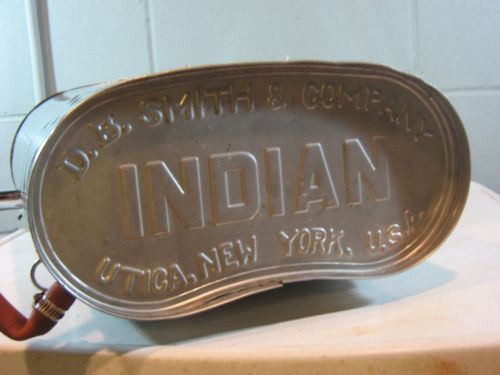 D.B. SMITH & COMPANY
INDIAN
UTICA, NEW YORK, U.S.A.